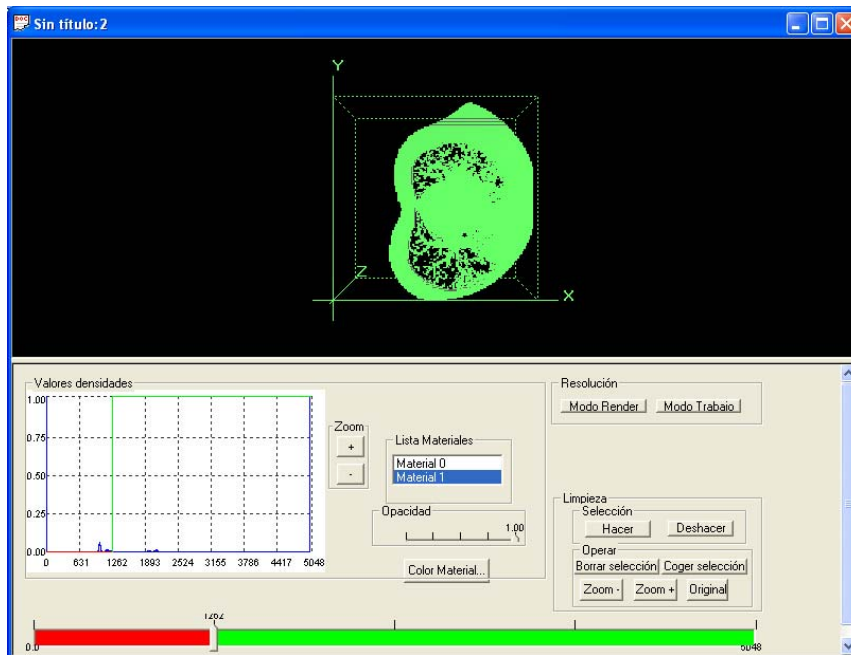 Sin título:2
Y
Z
X
Valores densidades
1.00
0.75
0.50
0.25
0.00
0 631 1262 1893 2524 3155 3786 4417 5048
Zoom
+
-
Lista Materiales
Material 0
Material 1
Opacidad
1.00
Color Material...
Resolución
Modo Render Modo Trabajo
Limpieza
Selección
Hacer Deshacer
Operar
Borrar selección Coger selección
Zoom - Zoom + Original
1262
0.0 5048